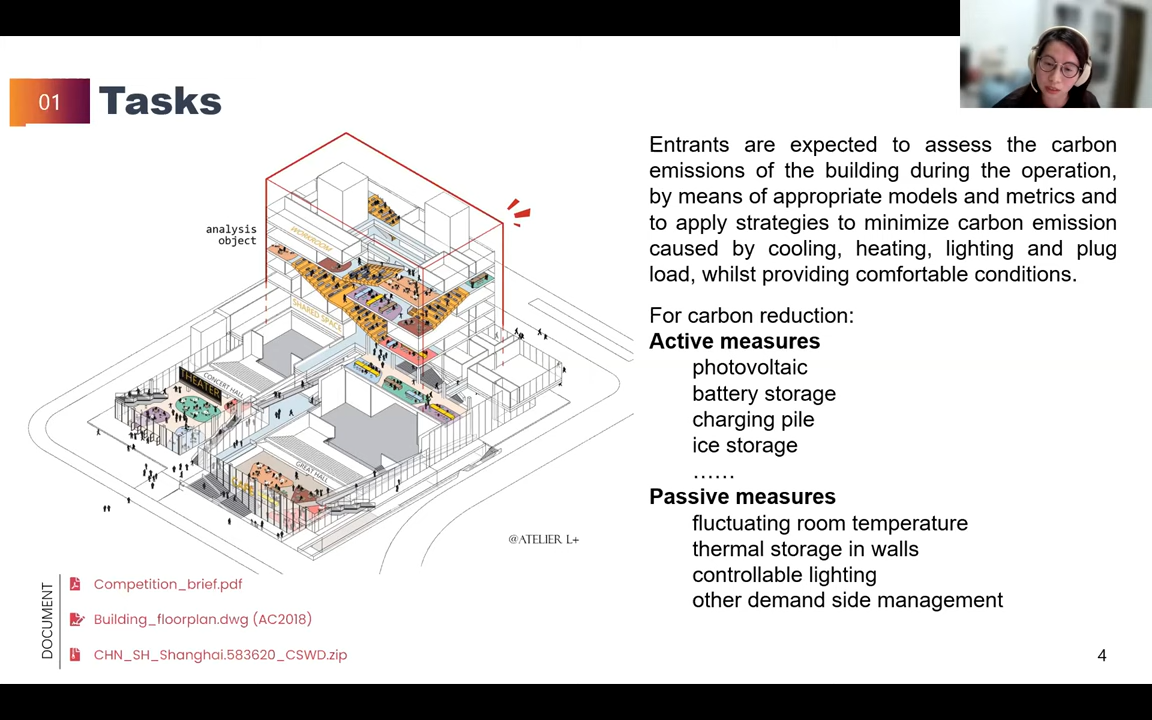 01 Tasks
Entrants are expected to assess the carbon
emissions of the building during the operation,
by means of appropriate models and metrics and
to apply strategies to minimize carbon emission
caused by cooling, heating, lighting and plug
load, whilst providing comfortable conditions.
For carbon reduction:
Active measures
photovoltaic
battery storage
charging pile
ice storage
……
Passive measures
fluctuating room temperature
thermal storage in walls
controllable lighting
other demand side management
analysis
object
WORKROOM
SHARED SPACE
THEATER
CONCERT HALL
GREAT HALL
@ATELIER L+
DOCUMENT
Competition_brief.pdf
Building_floorplan.dwg (AC2018)
CHN_SH_Shanghai.583620_CSWD.zip
4